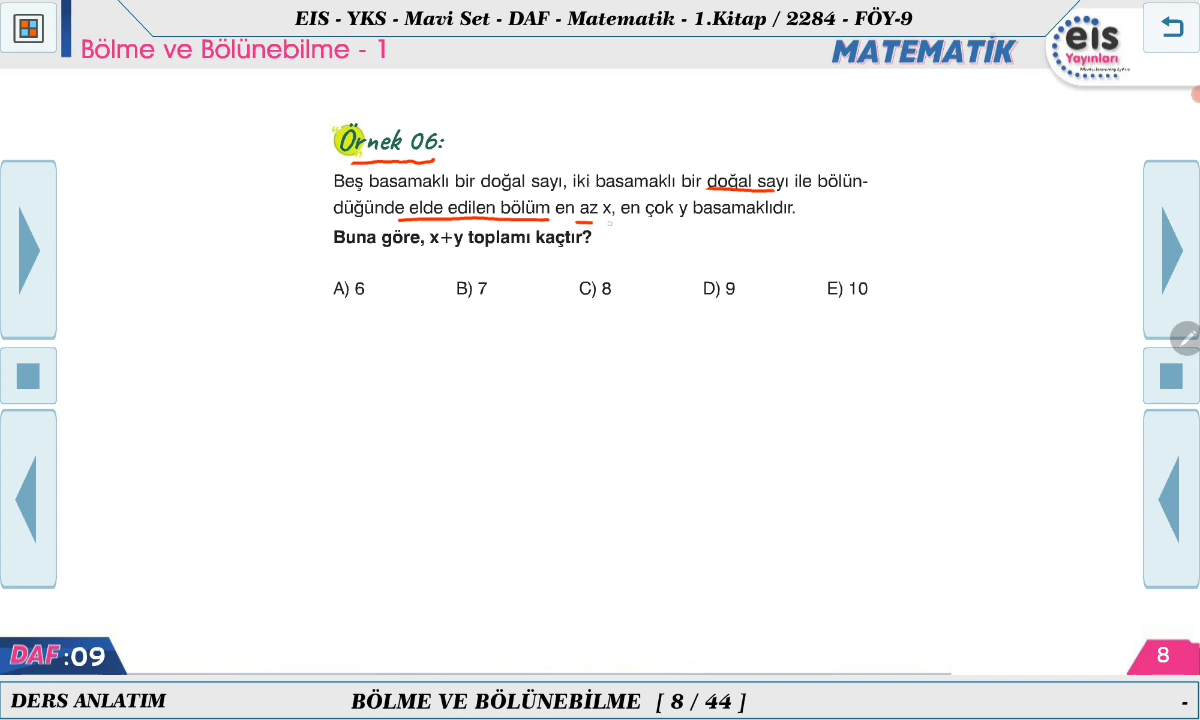 EIS - YKS - Mavi Set - DAF - Matematik - 1.Kitap / 2284 - FÖY-9
Bölme ve Bölünebilme - 1
MATEMATİK
eis
Yayınları
Örnek 06:
Beş basamaklı bir doğal sayı, iki basamaklı bir doğal sayı ile bölün-
düğünde elde edilen bölüm en az x, en çok y basamaklıdır.
Buna göre, x+y toplamı kaçtır?
A) 6 B) 7 C) 8 D) 9 E) 10
DAF:09
8
DERS ANLATIM BÖLME VE BÖLÜNEBİLME [ 8 / 44 ] -